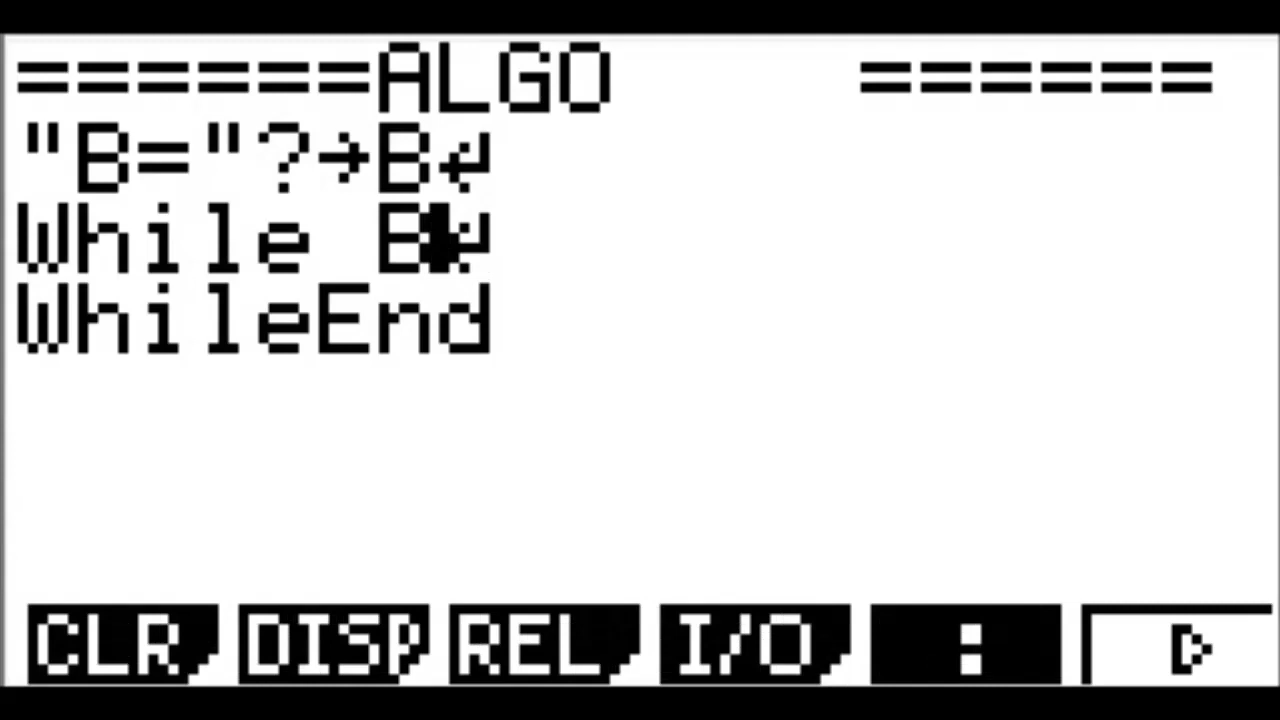 ======ALGO ======
"B="?→B↵
While B↵
WhileEnd
CLR DISP REL I/O : ▷